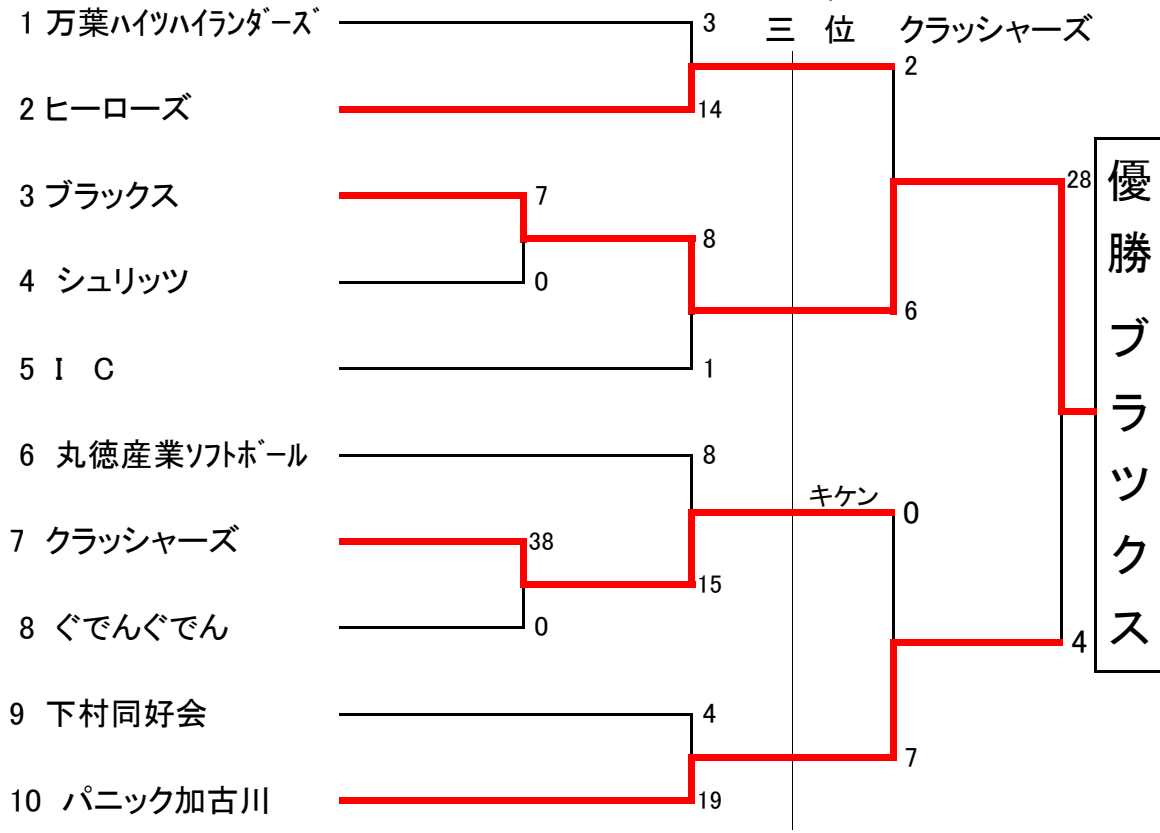 三 位 クラッシャーズ
1 万葉ﾊｲﾂﾊｲﾗﾝﾀﾞｰｽﾞ 3
2
2 ヒーローズ 14
3 ブラックス 7
28
8
4 シュリッツ 0
6
5 I C 1
6 丸徳産業ｿﾌﾄﾎﾞｰﾙ 8
キケン 0
7 クラッシャーズ 38
15
8 ぐでんぐでん 0
4
9 下村同好会 4
7
10 パニック加古川 19
優勝ブラツクス